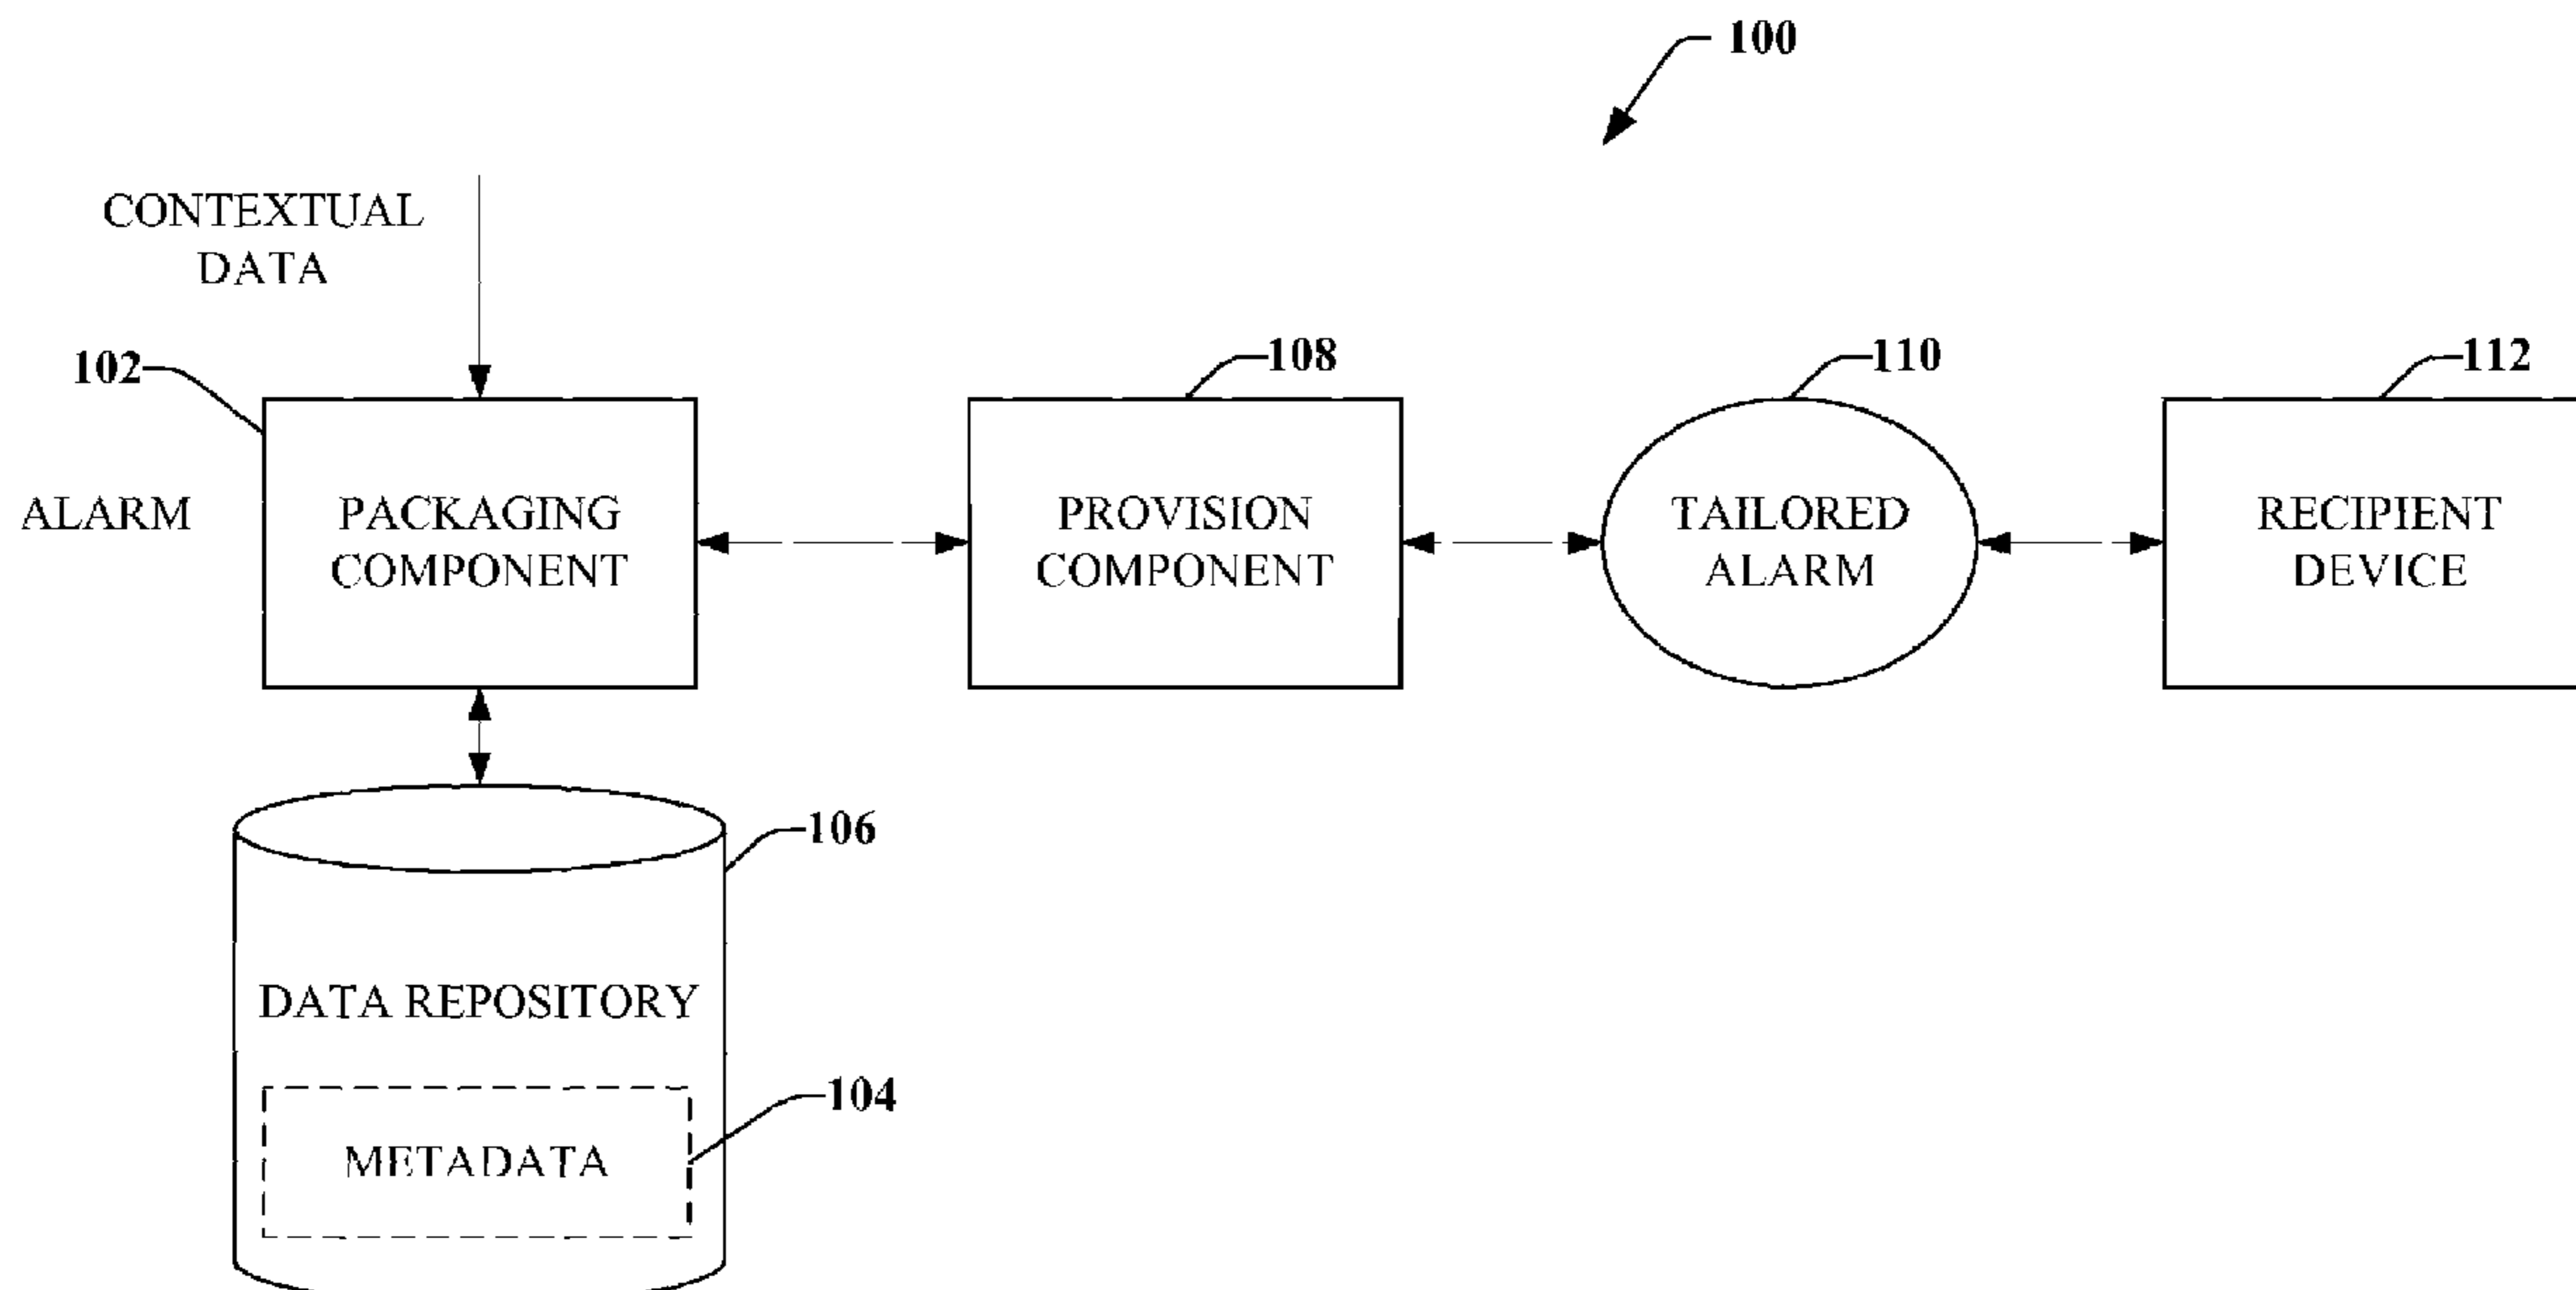 100
CONTEXTUAL
DATA
102
108
110
112
ALARM
PACKAGING
COMPONENT
PROVISION
COMPONENT
TAILORED
ALARM
RECIPIENT
DEVICE
106
DATA REPOSITORY
104
METADATA